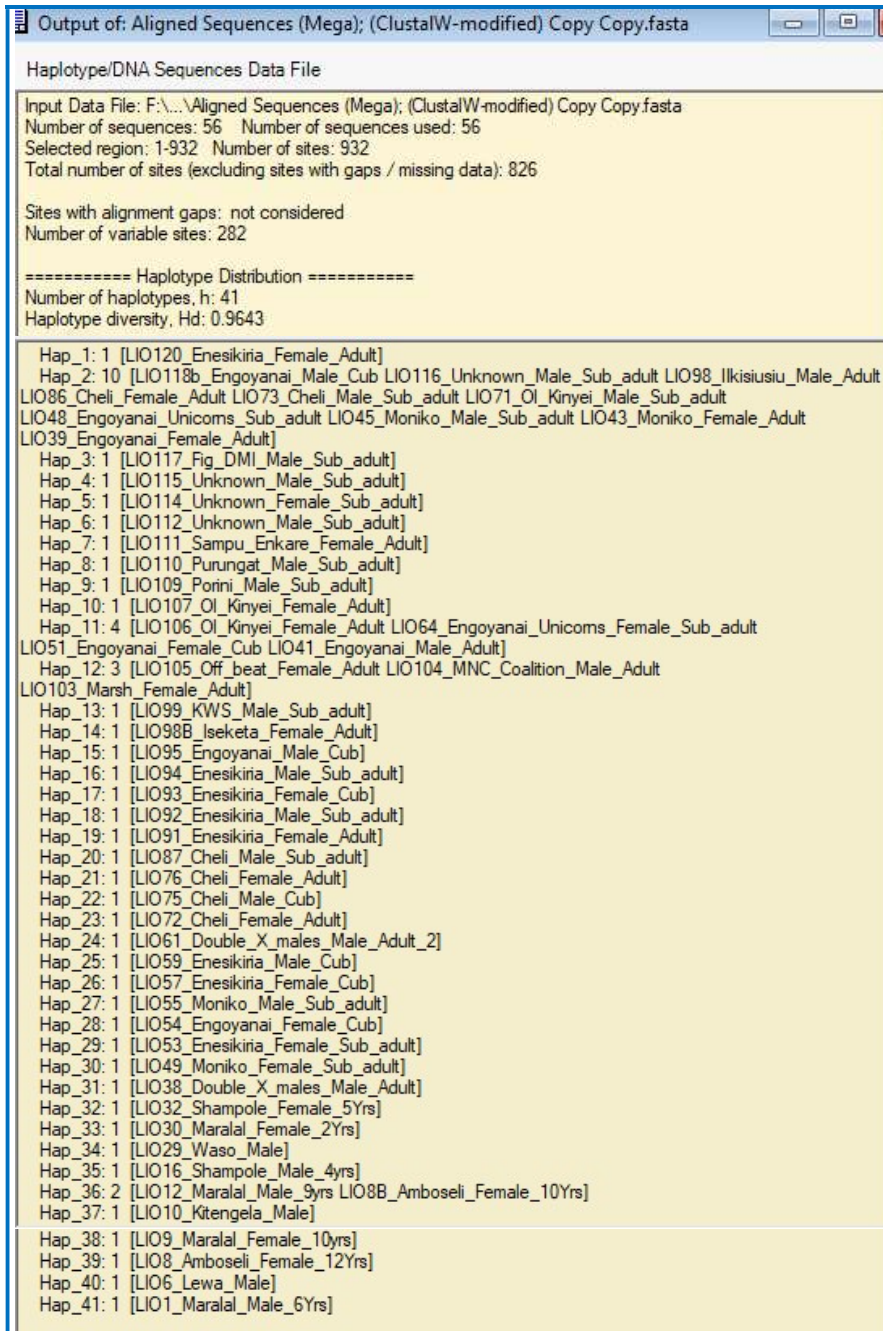 Output of: Aligned Sequences (Mega); (ClustalW-modified) Copy Copy.fasta
Haplotype/DNA Sequences Data File
Input Data File: F:\...\Aligned Sequences (Mega); (ClustalW-modified) Copy Copy.fasta
Number of sequences: 56 Number of sequences used: 56
Selected region: 1-932 Number of sites: 932
Total number of sites (excluding sites with gaps / missing data): 826
Sites with alignment gaps: not considered
Number of variable sites: 282
=========== Haplotype Distribution ===========
Number of haplotypes, h: 41
Haplotype diversity, Hd: 0.9643
Hap_1: 1 [LIO120_Enesikiria_Female_Adult]
Hap_2: 10 [LIO118b_Engoyanai_Male_Cub LIO116_Unknown_Male_Sub_adult LIO98_Ilkisiusiu_Male_Adult
LIO86_Cheli_Female_Adult LIO73_Cheli_Male_Sub_adult LIO71_Ol_Kinyei_Male_Sub_adult
LIO48_Engoyanai_Unicorns_Sub_adult LIO45_Moniko_Male_Sub_adult LIO43_Moniko_Female_Adult
LIO39_Engoyanai_Female_Adult]
Hap_3: 1 [LIO117_Fig_DMI_Male_Sub_adult]
Hap_4: 1 [LIO115_Unknown_Male_Sub_adult]
Hap_5: 1 [LIO114_Unknown_Female_Sub_adult]
Hap_6: 1 [LIO112_Unknown_Male_Sub_adult]
Hap_7: 1 [LIO111_Sampu_Enkare_Female_Adult]
Hap_8: 1 [LIO110_Purungat_Male_Sub_adult]
Hap_9: 1 [LIO109_Porini_Male_Sub_adult]
Hap_10: 1 [LIO107_Ol_Kinyei_Female_Adult]
Hap_11: 4 [LIO106_Ol_Kinyei_Female_Adult LIO64_Engoyanai_Unicorns_Female_Sub_adult
LIO51_Engoyanai_Female_Cub LIO41_Engoyanai_Male_Adult]
Hap_12: 3 [LIO105_Off_beat_Female_Adult LIO104_MNC_Coalition_Male_Adult
LIO103_Marsh_Female_Adult]
Hap_13: 1 [LIO99_KWS_Male_Sub_adult]
Hap_14: 1 [LIO98B_Iseketa_Female_Adult]
Hap_15: 1 [LIO95_Engoyanai_Male_Cub]
Hap_16: 1 [LIO94_Enesikiria_Male_Sub_adult]
Hap_17: 1 [LIO93_Enesikiria_Female_Cub]
Hap_18: 1 [LIO92_Enesikiria_Male_Sub_adult]
Hap_19: 1 [LIO91_Enesikiria_Female_Adult]
Hap_20: 1 [LIO87_Cheli_Male_Sub_adult]
Hap_21: 1 [LIO76_Cheli_Female_Adult]
Hap_22: 1 [LIO75_Cheli_Male_Cub]
Hap_23: 1 [LIO72_Cheli_Female_Adult]
Hap_24: 1 [LIO61_Double_X_males_Male_Adult_2]
Hap_25: 1 [LIO59_Enesikiria_Male_Cub]
Hap_26: 1 [LIO57_Enesikiria_Female_Cub]
Hap_27: 1 [LIO55_Moniko_Male_Sub_adult]
Hap_28: 1 [LIO54_Engoyanai_Female_Cub]
Hap_29: 1 [LIO53_Enesikiria_Female_Sub_adult]
Hap_30: 1 [LIO49_Moniko_Female_Sub_adult]
Hap_31: 1 [LIO38_Double_X_males_Male_Adult]
Hap_32: 1 [LIO32_Shampole_Female_5Yrs]
Hap_33: 1 [LIO30_Maralal_Female_2Yrs]
Hap_34: 1 [LIO29_Waso_Male]
Hap_35: 1 [LIO16_Shampole_Male_4yrs]
Hap_36: 2 [LIO12_Maralal_Male_9yrs LIO8B_Amboseli_Female_10Yrs]
Hap_37: 1 [LIO10_Kitengela_Male]
Hap_38: 1 [LIO9_Maralal_Female_10yrs]
Hap_39: 1 [LIO8_Amboseli_Female_12Yrs]
Hap_40: 1 [LIO6_Lewa_Male]
Hap_41: 1 [LIO1_Maralal_Male_6Yrs]